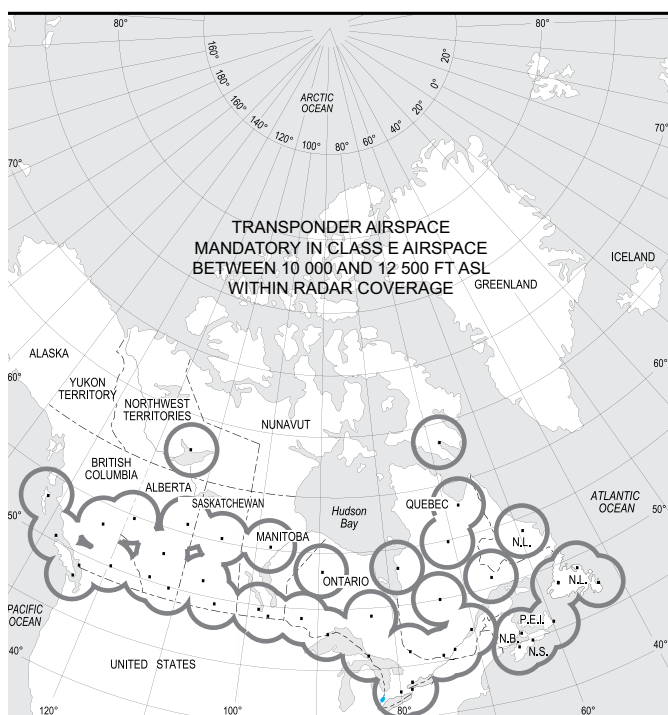 80°
80°
160°
160°
180°
160°
140°
120°
100°
80°
60°
40°
20°
0°
20°
ARCTIC
OCEAN
70°
70°
TRANSPONDER AIRSPACE
MANDATORY IN CLASS E AIRSPACE
BETWEEN 10 000 AND 12 500 FT ASL
WITHIN RADAR COVERAGE
ICELAND
GREENLAND
ALASKA
60°
60°
YUKON
TERRITORY
NORTHWEST
TERRITORIES
NUNAVUT
BRITISH
COLUMBIA
ALBERTA
SASKATCHEWAN
MANITOBA
Hudson
Bay
ONTARIO
QUEBEC
ATLANTIC
OCEAN
50°
50°
N.L.
N.L.
P.E.I.
N.B.
N.S.
PACIFIC
OCEAN
40°
40°
UNITED STATES
120°
100°
80°
60°